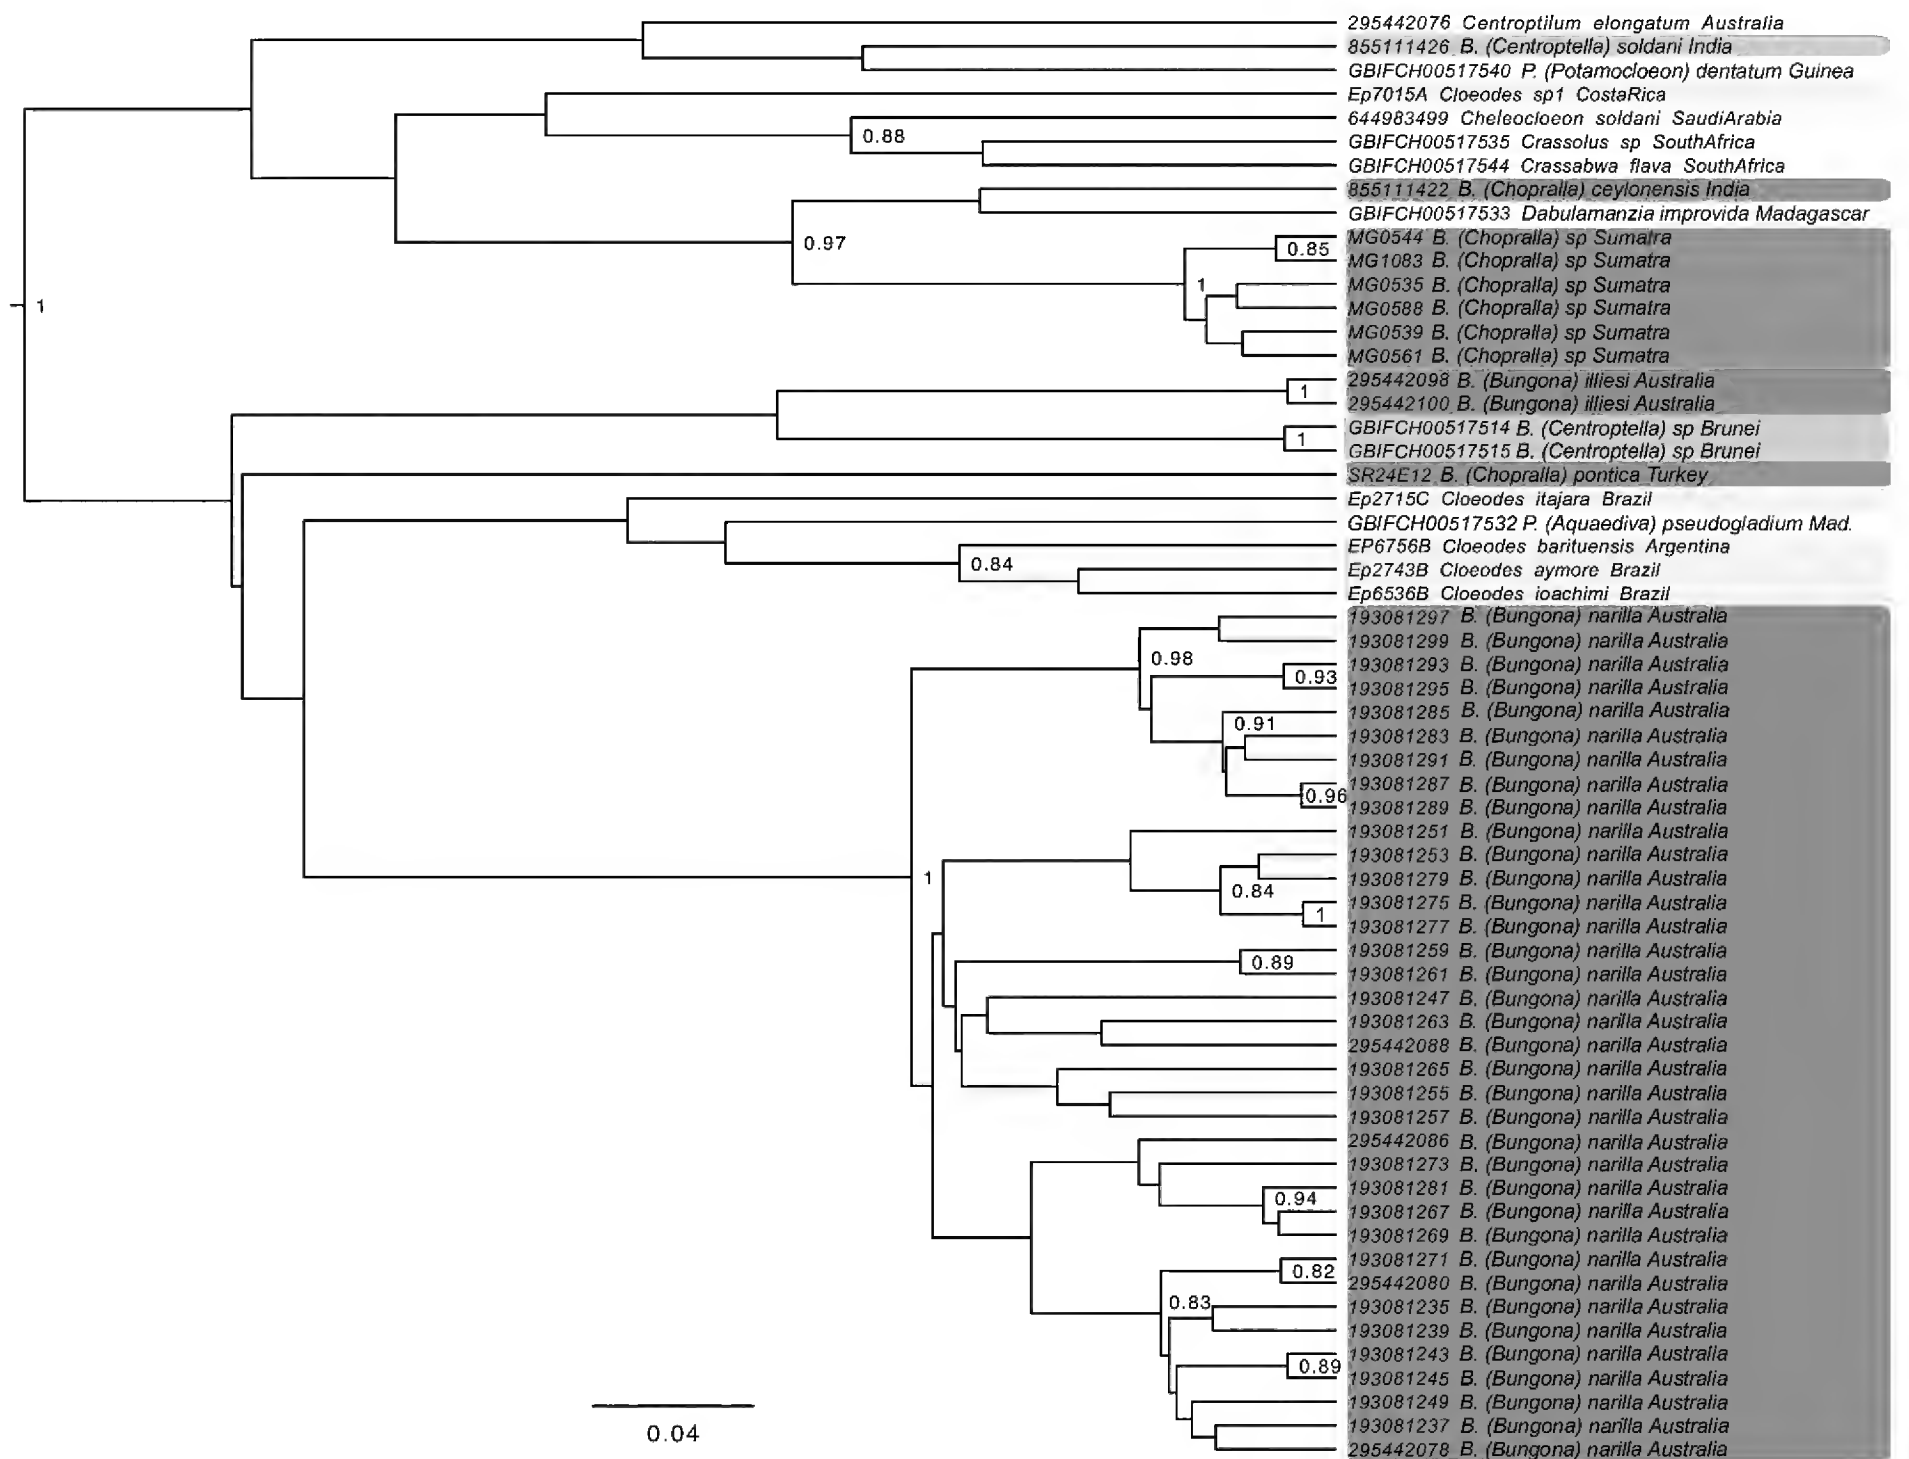 295442076 Centroptilum elongatum Australia
855111426 B. (Centroptella) soldani India
GBIFCH00517540 P. (Potamocloeon) dentatum Guinea
Ep7015A Cloeodes sp1 CostaRica
644983499 Cheleocloeon soldani SaudiArabia
0.88
GBIFCH00517535 Crassolus sp SouthAfrica
GBIFCH00517544 Crassabwa flava SouthAfrica
855111422 B. (Chopralla) ceylonensis India
GBIFCH00517533 Dabulamanzia improvida Madagascar
0.97
MG0544 B. (Chopralla) sp Sumatra
0.85
MG1083 B. (Chopralla) sp Sumatra
1
MG0535 B. (Chopralla) sp Sumatra
1
MG0588 B. (Chopralla) sp Sumatra
MG0539 B. (Chopralla) sp Sumatra
MG0561 B. (Chopralla) sp Sumatra
295442098 B. (Bungona) illiesi Australia
1
295442100 B. (Bungona) illiesi Australia
GBIFCH00517514 B. (Centroptella) sp Brunei
1
GBIFCH00517515 B. (Centroptella) sp Brunei
SR24E12 B. (Chopralla) pontica Turkey
Ep2715C Cloeodes itajara Brazil
GBIFCH00517532 P. (Aquaediva) pseudogladium Mad.
EP6756B Cloeodes barituensis Argentina
0.84
Ep2743B Cloeodes aymore Brazil
Ep6536B Cloeodes ioachimi Brazil
193081297 B. (Bungona) narilla Australia
193081299 B. (Bungona) narilla Australia
0.98
193081293 B. (Bungona) narilla Australia
0.93
193081295 B. (Bungona) narilla Australia
193081285 B. (Bungona) narilla Australia
0.91
193081283 B. (Bungona) narilla Australia
193081291 B. (Bungona) narilla Australia
193081287 B. (Bungona) narilla Australia
0.96
193081289 B. (Bungona) narilla Australia
193081251 B. (Bungona) narilla Australia
193081253 B. (Bungona) narilla Australia
1
193081279 B. (Bungona) narilla Australia
0.84
193081275 B. (Bungona) narilla Australia
1
193081277 B. (Bungona) narilla Australia
193081259 B. (Bungona) narilla Australia
0.89
193081261 B. (Bungona) narilla Australia
193081247 B. (Bungona) narilla Australia
193081263 B. (Bungona) narilla Australia
295442088 B. (Bungona) narilla Australia
193081265 B. (Bungona) narilla Australia
193081255 B. (Bungona) narilla Australia
193081257 B. (Bungona) narilla Australia
295442086 B. (Bungona) narilla Australia
193081273 B. (Bungona) narilla Australia
193081281 B. (Bungona) narilla Australia
0.94
193081267 B. (Bungona) narilla Australia
193081269 B. (Bungona) narilla Australia
193081271 B. (Bungona) narilla Australia
0.82
295442080 B. (Bungona) narilla Australia
0.83
193081235 B. (Bungona) narilla Australia
193081239 B. (Bungona) narilla Australia
193081243 B. (Bungona) narilla Australia
0.89
193081245 B. (Bungona) narilla Australia
193081249 B. (Bungona) narilla Australia
193081237 B. (Bungona) narilla Australia
295442078 B. (Bungona) narilla Australia
0.04